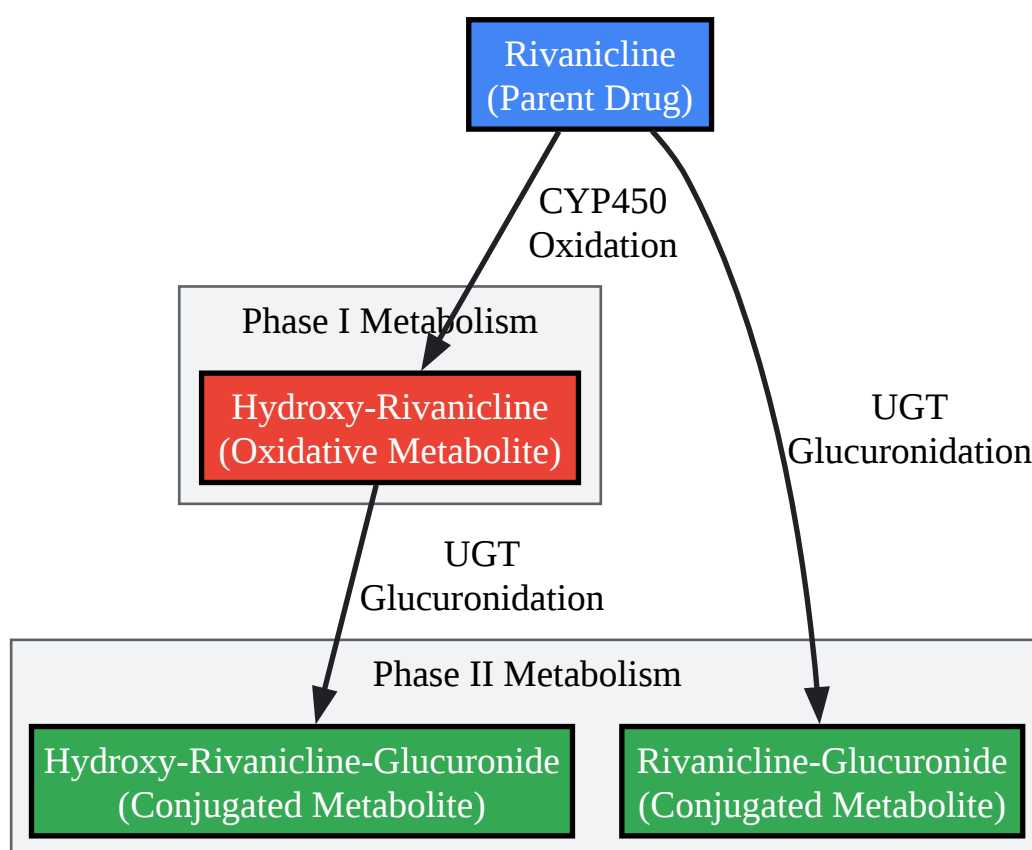 Rivanicline
(Parent Drug)
CYP450
Oxidation
Phase I Metabolism
Hydroxy-Rivanicline
(Oxidative Metabolite)
UGT
Glucuronidation
UGT
Glucuronidation
Phase II Metabolism
Hydroxy-Rivanicline-Glucuronide
(Conjugated Metabolite)
Rivanicline-Glucuronide
(Conjugated Metabolite)